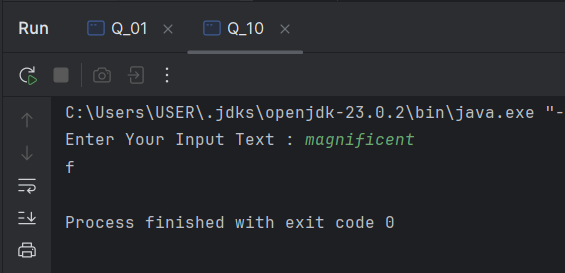 Run Q_01 Q_10
C:\Users\USER\.jdks\openjdk-23.0.2\bin\java.exe "-
Enter Your Input Text : magnificent
f
Process finished with exit code 0